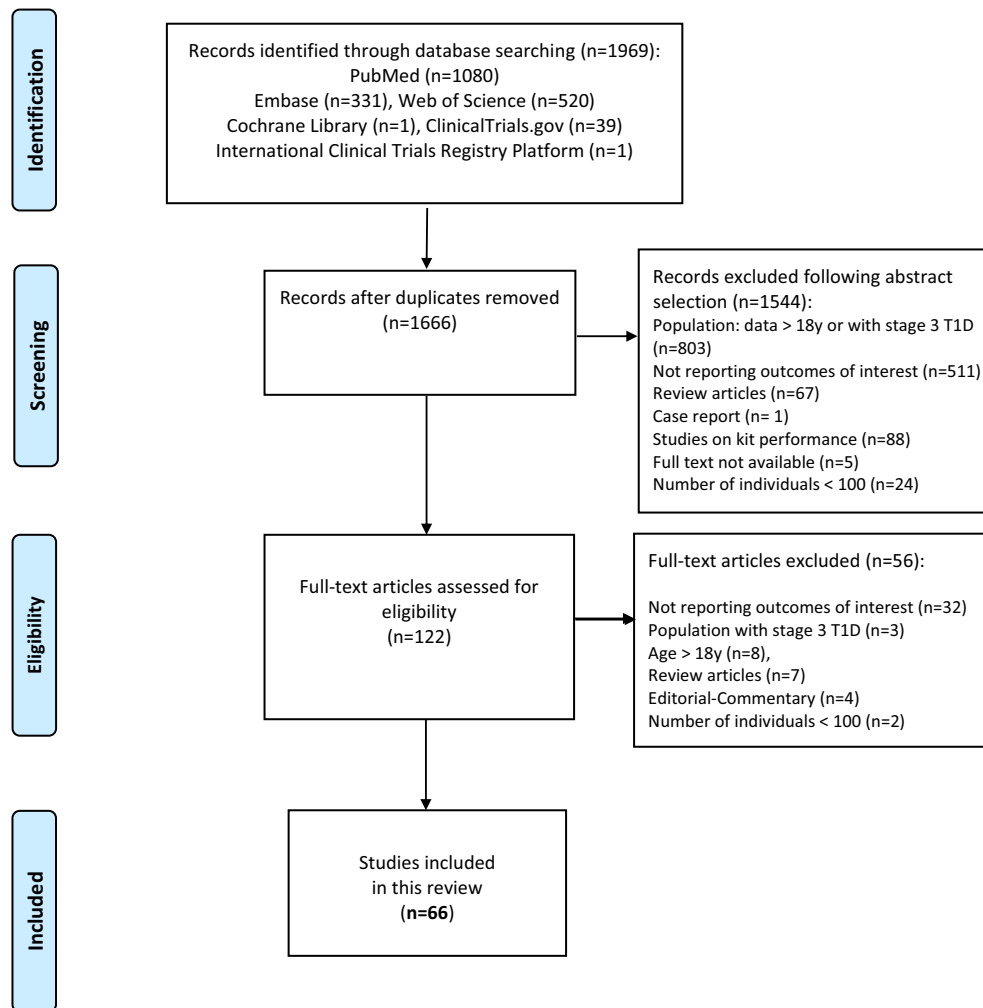 Identification
Records identified through database searching (n=1969):
PubMed (n=1080)
Embase (n=331), Web of Science (n=520)
Cochrane Library (n=1), ClinicalTrials.gov (n=39)
International Clinical Trials Registry Platform (n=1)
Screening
Records after duplicates removed
(n=1666)
Records excluded following abstract
selection (n=1544):
Population: data > 18y or with stage 3 T1D
(n=803)
Not reporting outcomes of interest (n=511)
Review articles (n=67)
Case report (n= 1)
Studies on kit performance (n=88)
Full text not available (n=5)
Number of individuals < 100 (n=24)
Eligibility
Full-text articles assessed for
eligibility
(n=122)
Full-text articles excluded (n=56):
Not reporting outcomes of interest (n=32)
Population with stage 3 T1D (n=3)
Age > 18y (n=8),
Review articles (n=7)
Editorial-Commentary (n=4)
Number of individuals < 100 (n=2)
Included
Studies included
in this review
(n=66)